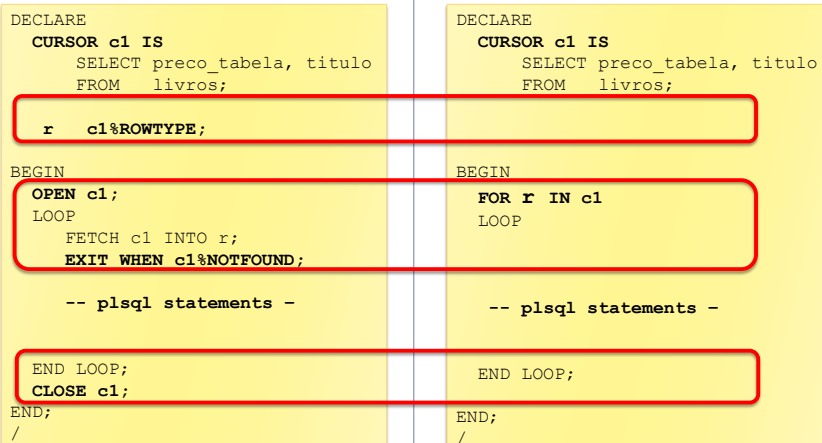 DECLARE
CURSOR c1 IS
SELECT preco_tabela, titulo
FROM livros;
r c1%ROWTYPE;
BEGIN
OPEN c1;
LOOP
FETCH c1 INTO r;
EXIT WHEN c1%NOTFOUND;
-- plsql statements –
END LOOP;
CLOSE c1;
END;
/
DECLARE
CURSOR c1 IS
SELECT preco_tabela, titulo
FROM livros;
BEGIN
FOR r IN c1
LOOP
-- plsql statements –
END LOOP;
END;
/